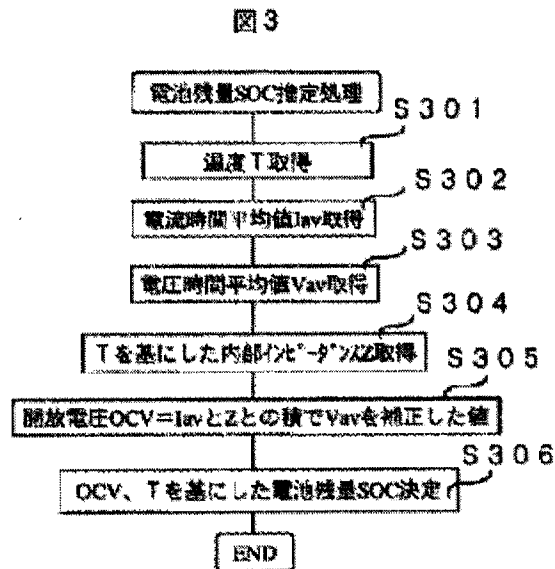 図3
電池残量SOC推定処理
S301
温度T取得
S302
電流時間平均値Iav取得
S303
電圧時間平均値Vav取得
S304
Tを基にした内部ｲﾝﾋﾟｰﾀﾞﾝｽZ取得
S305
開放電圧OCV=IavとZとの積でVavを補正した値
S306
OCV、Tを基にした電池残量SOC決定
END